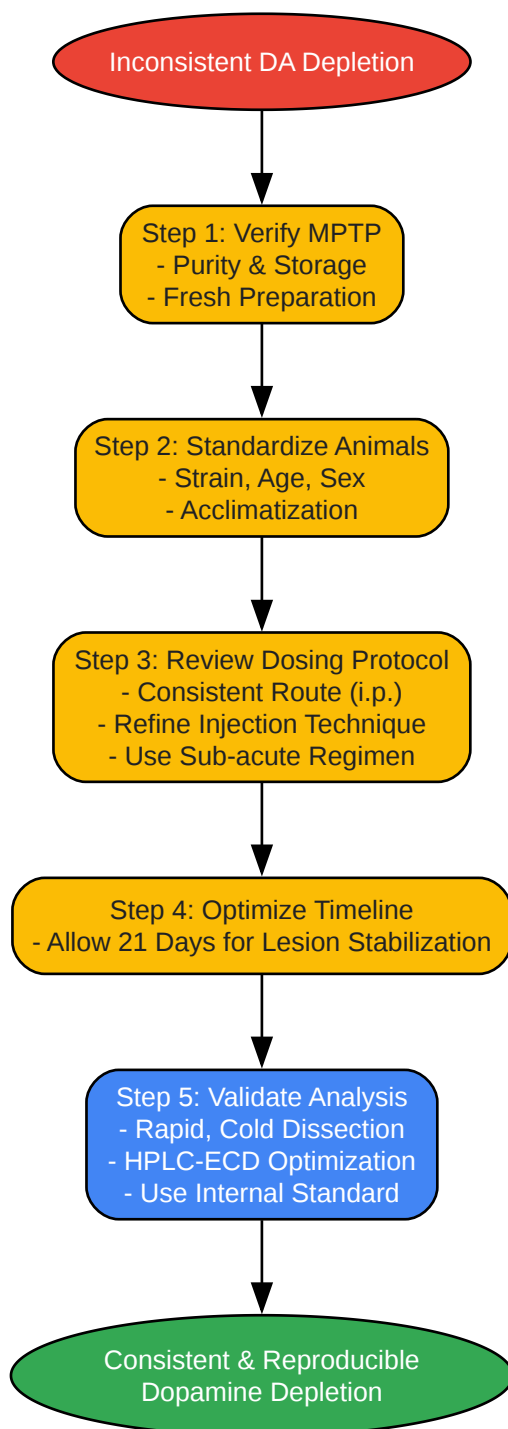 Inconsistent DA Depletion
Step 1: Verify MPTP
- Purity & Storage
- Fresh Preparation
Step 2: Standardize Animals
- Strain, Age, Sex
- Acclimatization
Step 3: Review Dosing Protocol
- Consistent Route (i.p.)
- Refine Injection Technique
- Use Sub-acute Regimen
Step 4: Optimize Timeline
- Allow 21 Days for Lesion Stabilization
Step 5: Validate Analysis
- Rapid, Cold Dissection
- HPLC-ECD Optimization
- Use Internal Standard
Consistent & Reproducible
Dopamine Depletion